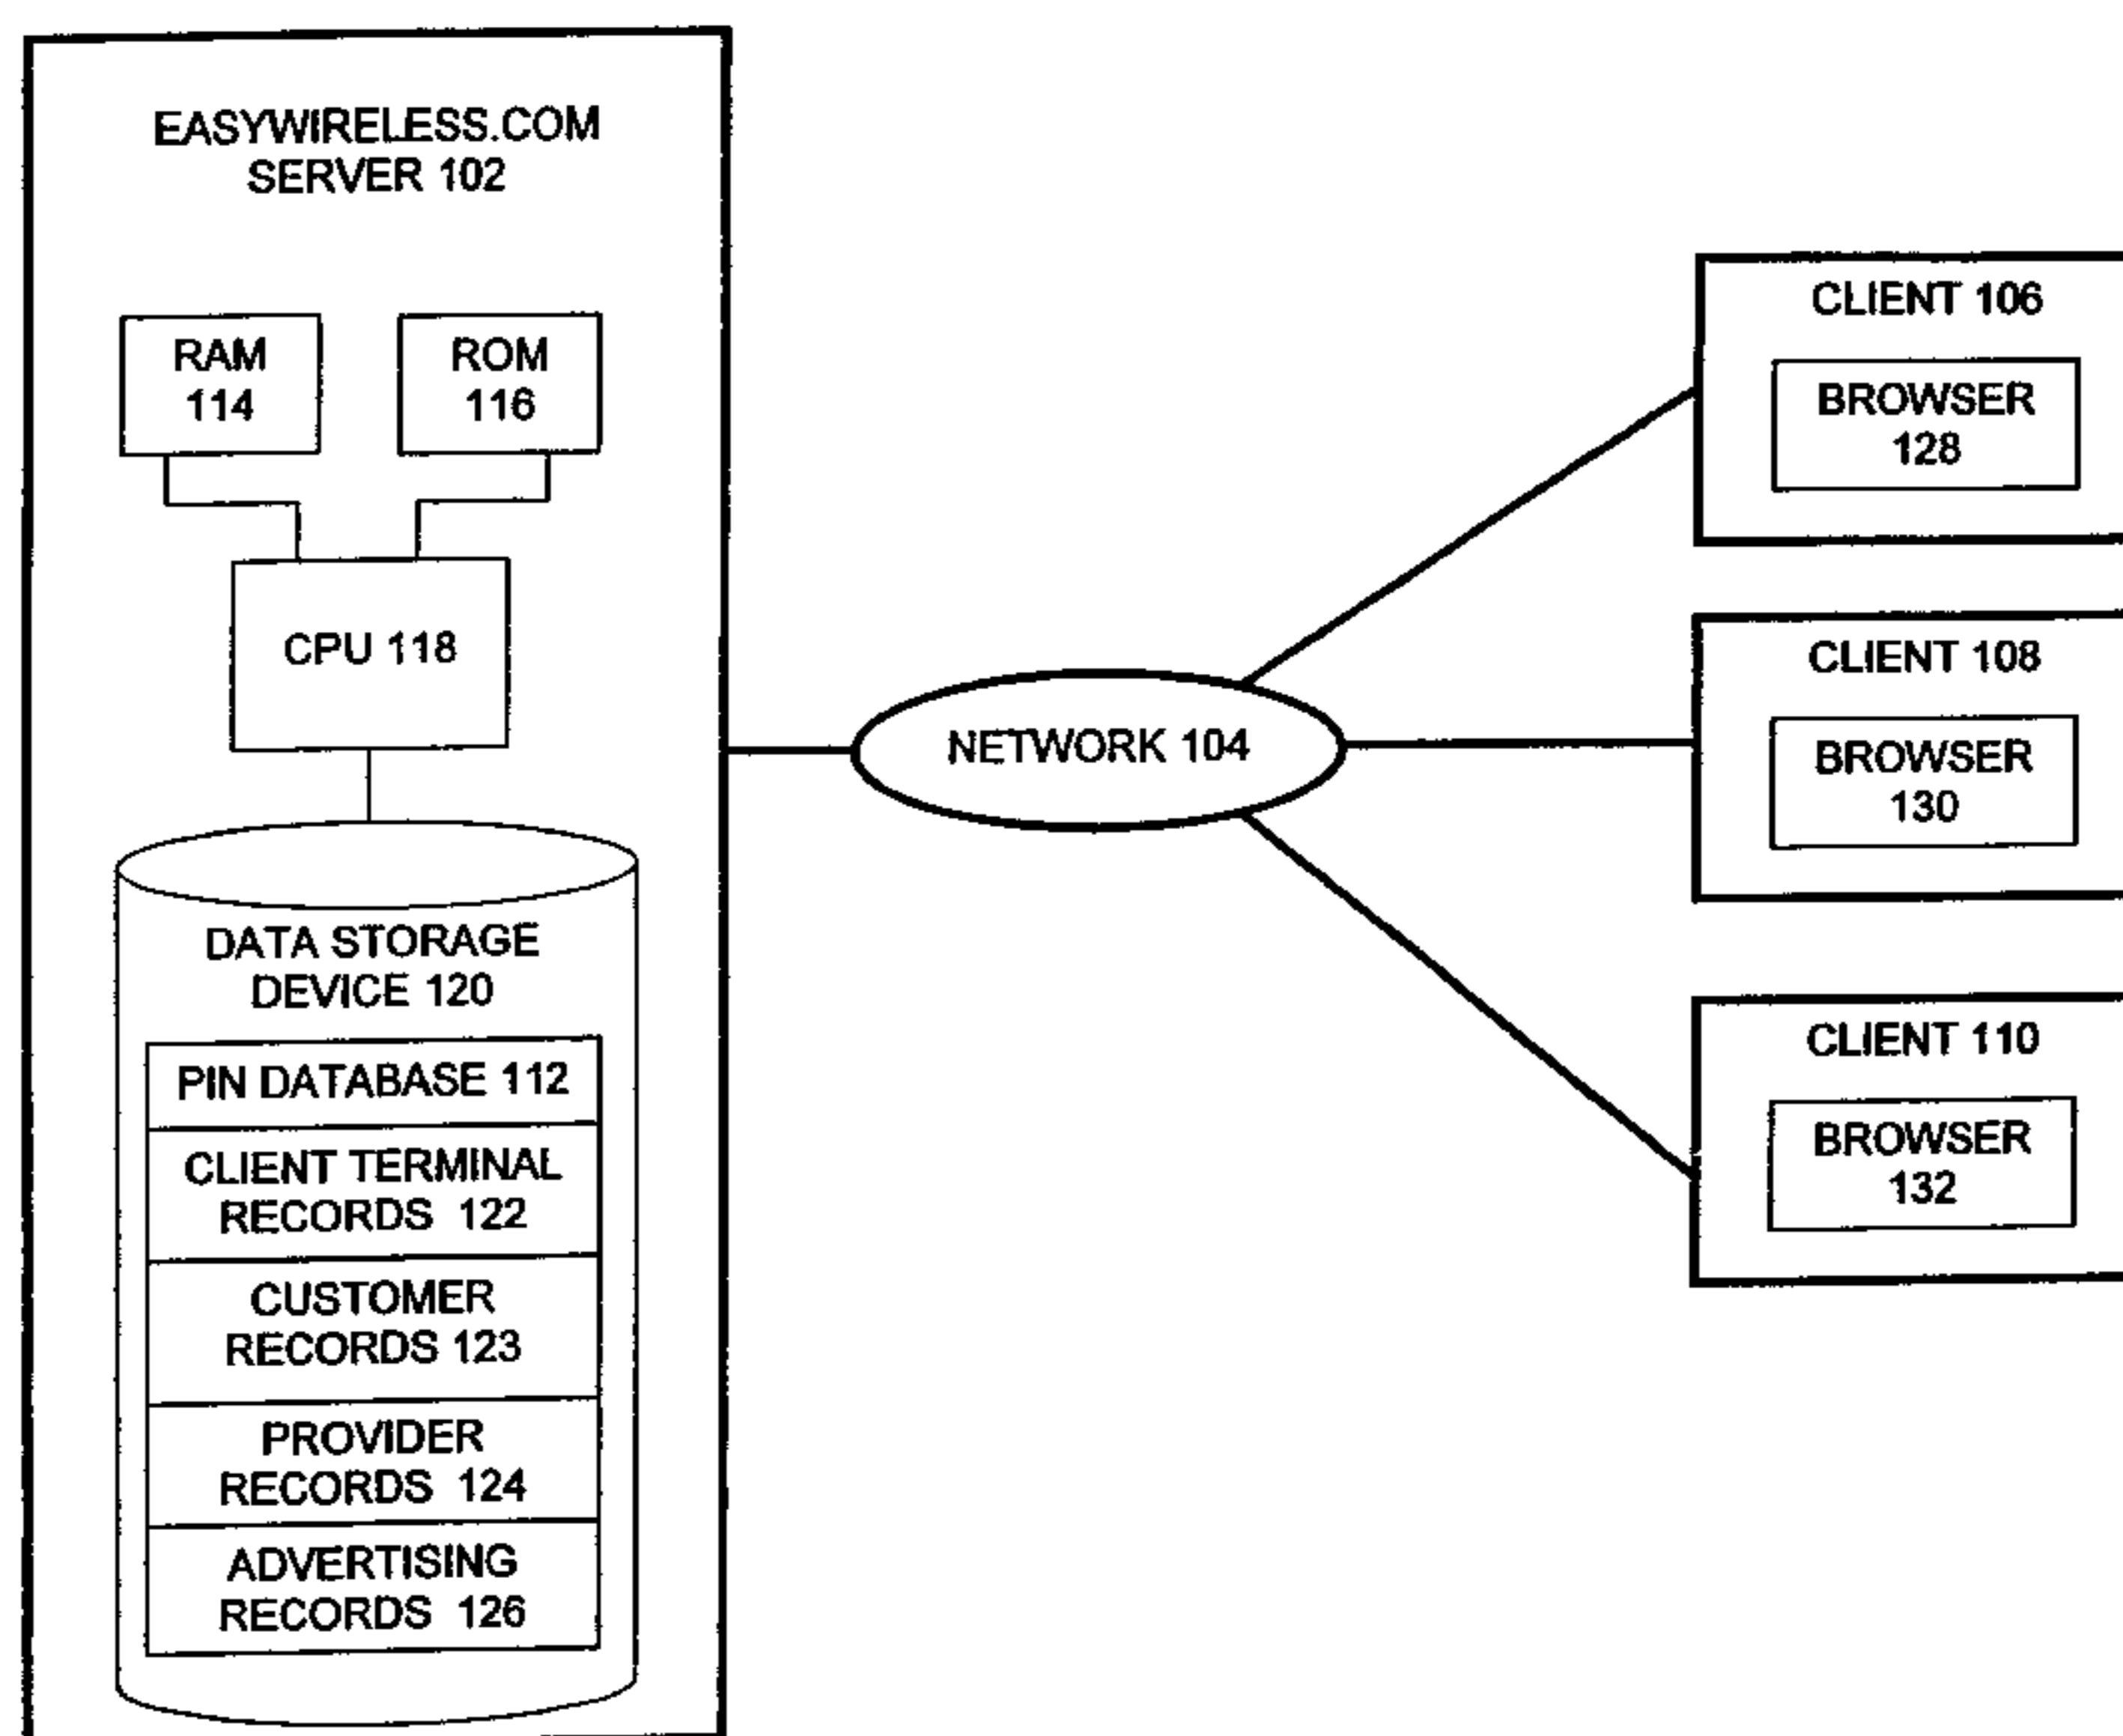 EASYWIRELESS.COM
SERVER 102
RAM
114
ROM
116
CPU 118
DATA STORAGE
DEVICE 120
PIN DATABASE 112
CLIENT TERMINAL
RECORDS 122
CUSTOMER
RECORDS 123
PROVIDER
RECORDS 124
ADVERTISING
RECORDS 126
NETWORK 104
CLIENT 106
BROWSER
128
CLIENT 108
BROWSER
130
CLIENT 110
BROWSER
132